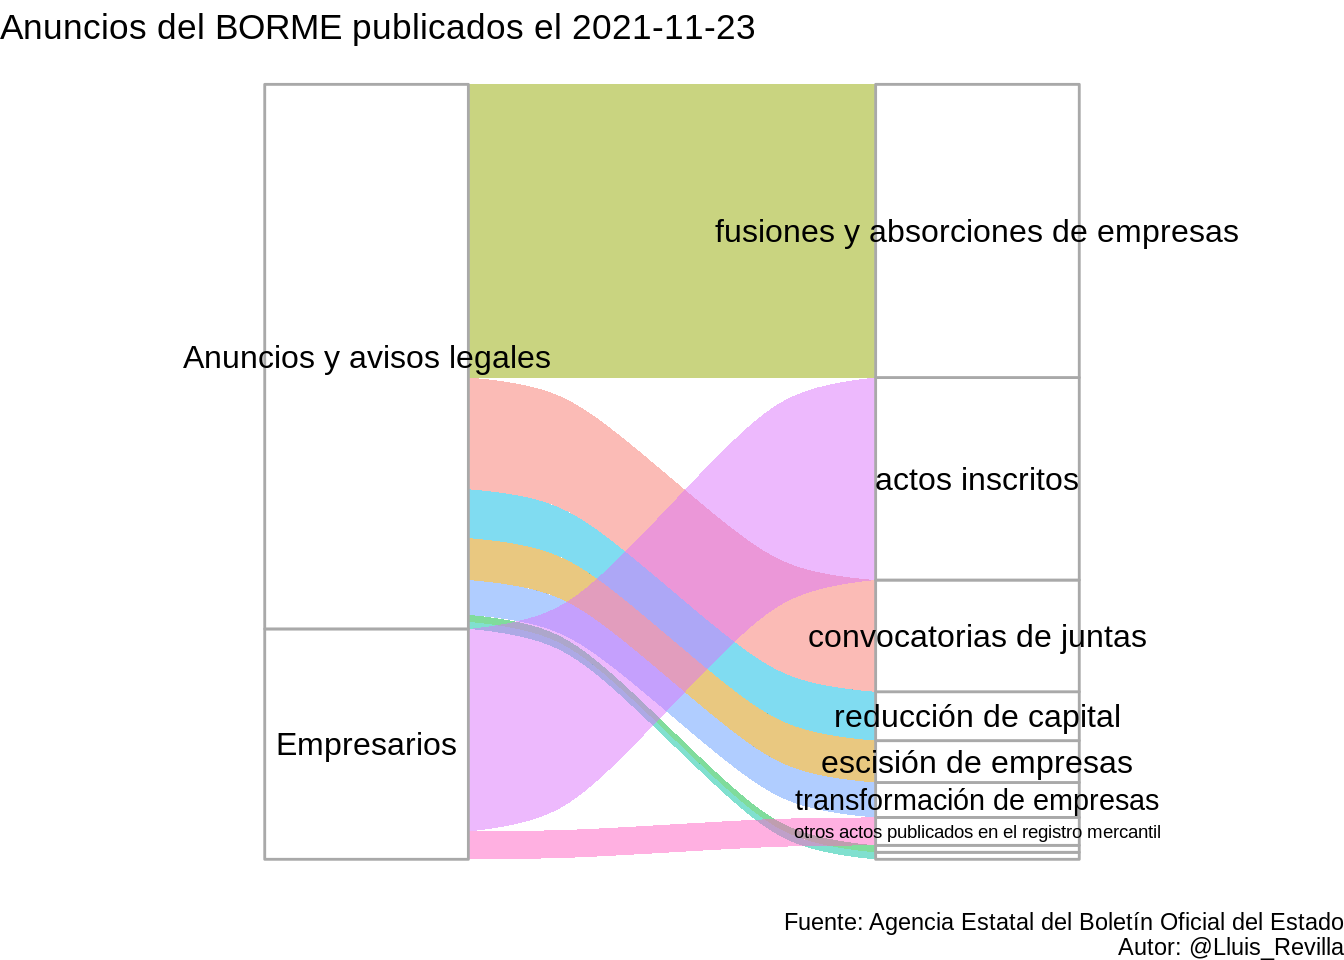 Anuncios del BORME publicados el 2021-11-23
fusiones y absorciones de empresas
Anuncios y avisos legales
actos inscritos
convocatorias de juntas
reducción de capital
Empresarios
escisión de empresas
transformación de empresas
otros actos publicados en el registro mercantil
Fuente: Agencia Estatal del Boletín Oficial del Estado
Autor: @Lluis_Revilla